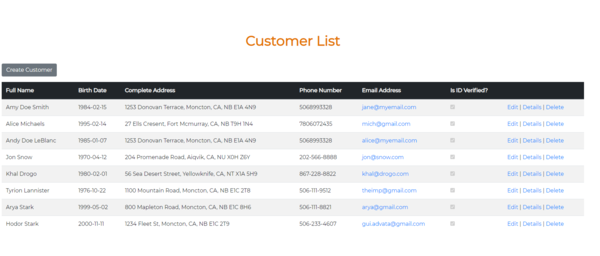 Customer List
Create Customer
Full Name Birth Date Complete Address Phone Number Email Address Is ID Verified?
Amy Doe Smith 1984-02-15 1253 Donovan Terrace, Moncton, CA, NB E1A 4N9 5068993328 jane@myemail.com Edit | Details | Delete
Alice Michaels 1995-02-14 27 Ells Cresent, Fort Mcmurray, CA, NB T9H 1N4 7806072435 mich@gmail.com Edit | Details | Delete
Andy Doe LeBlanc 1985-01-07 1253 Donovan Terrace, Moncton, CA, NB E1A 4N9 5068993328 alice@myemail.com Edit | Details | Delete
Jon Snow 1970-04-12 204 Promenade Road, Aiqvik, CA, NU X0H Z6Y 202-566-8888 jon@snow.com Edit | Details | Delete
Khal Drogo 1980-02-01 56 Sea Desert Street, Yellowknife, CA, NT X1A 5H9 867-228-8822 khal@drogo.com Edit | Details | Delete
Tyrion Lannister 1976-10-22 1100 Mountain Road, Moncton, CA, NB E1C 2T8 506-111-9512 theimp@gmail.com Edit | Details | Delete
Arya Stark 1999-05-02 800 Mapleton Road, Moncton, CA, NB E1C 8H6 506-111-8821 arya@gmail.com Edit | Details | Delete
Hodor Stark 2000-11-11 1234 Fleet St, Moncton, CA, NB E1C 2T9 506-233-4607 gui.advata@gmail.com Edit | Details | Delete